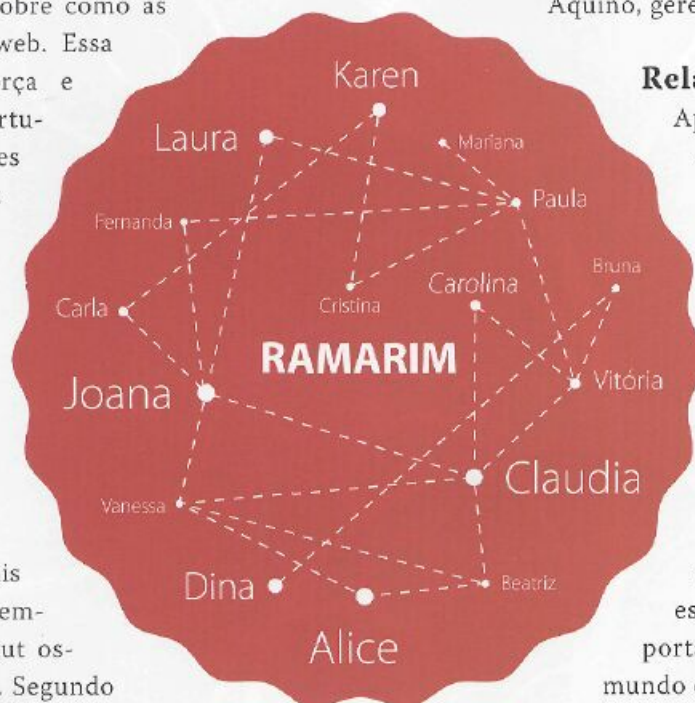 obre como as
web. Essa
rça e
rtu-
es
is
em-
ut os-
. Segundo
Karen
Laura
Mariana
Paula
Fernanda
Bruna
Carolina
Carla
Cristina
RAMARIM
Vitória
Joana
Claudia
Vanessa
Dina
Beatriz
Alice
Aquino, gere
Rela
Ap
es
port
mundo